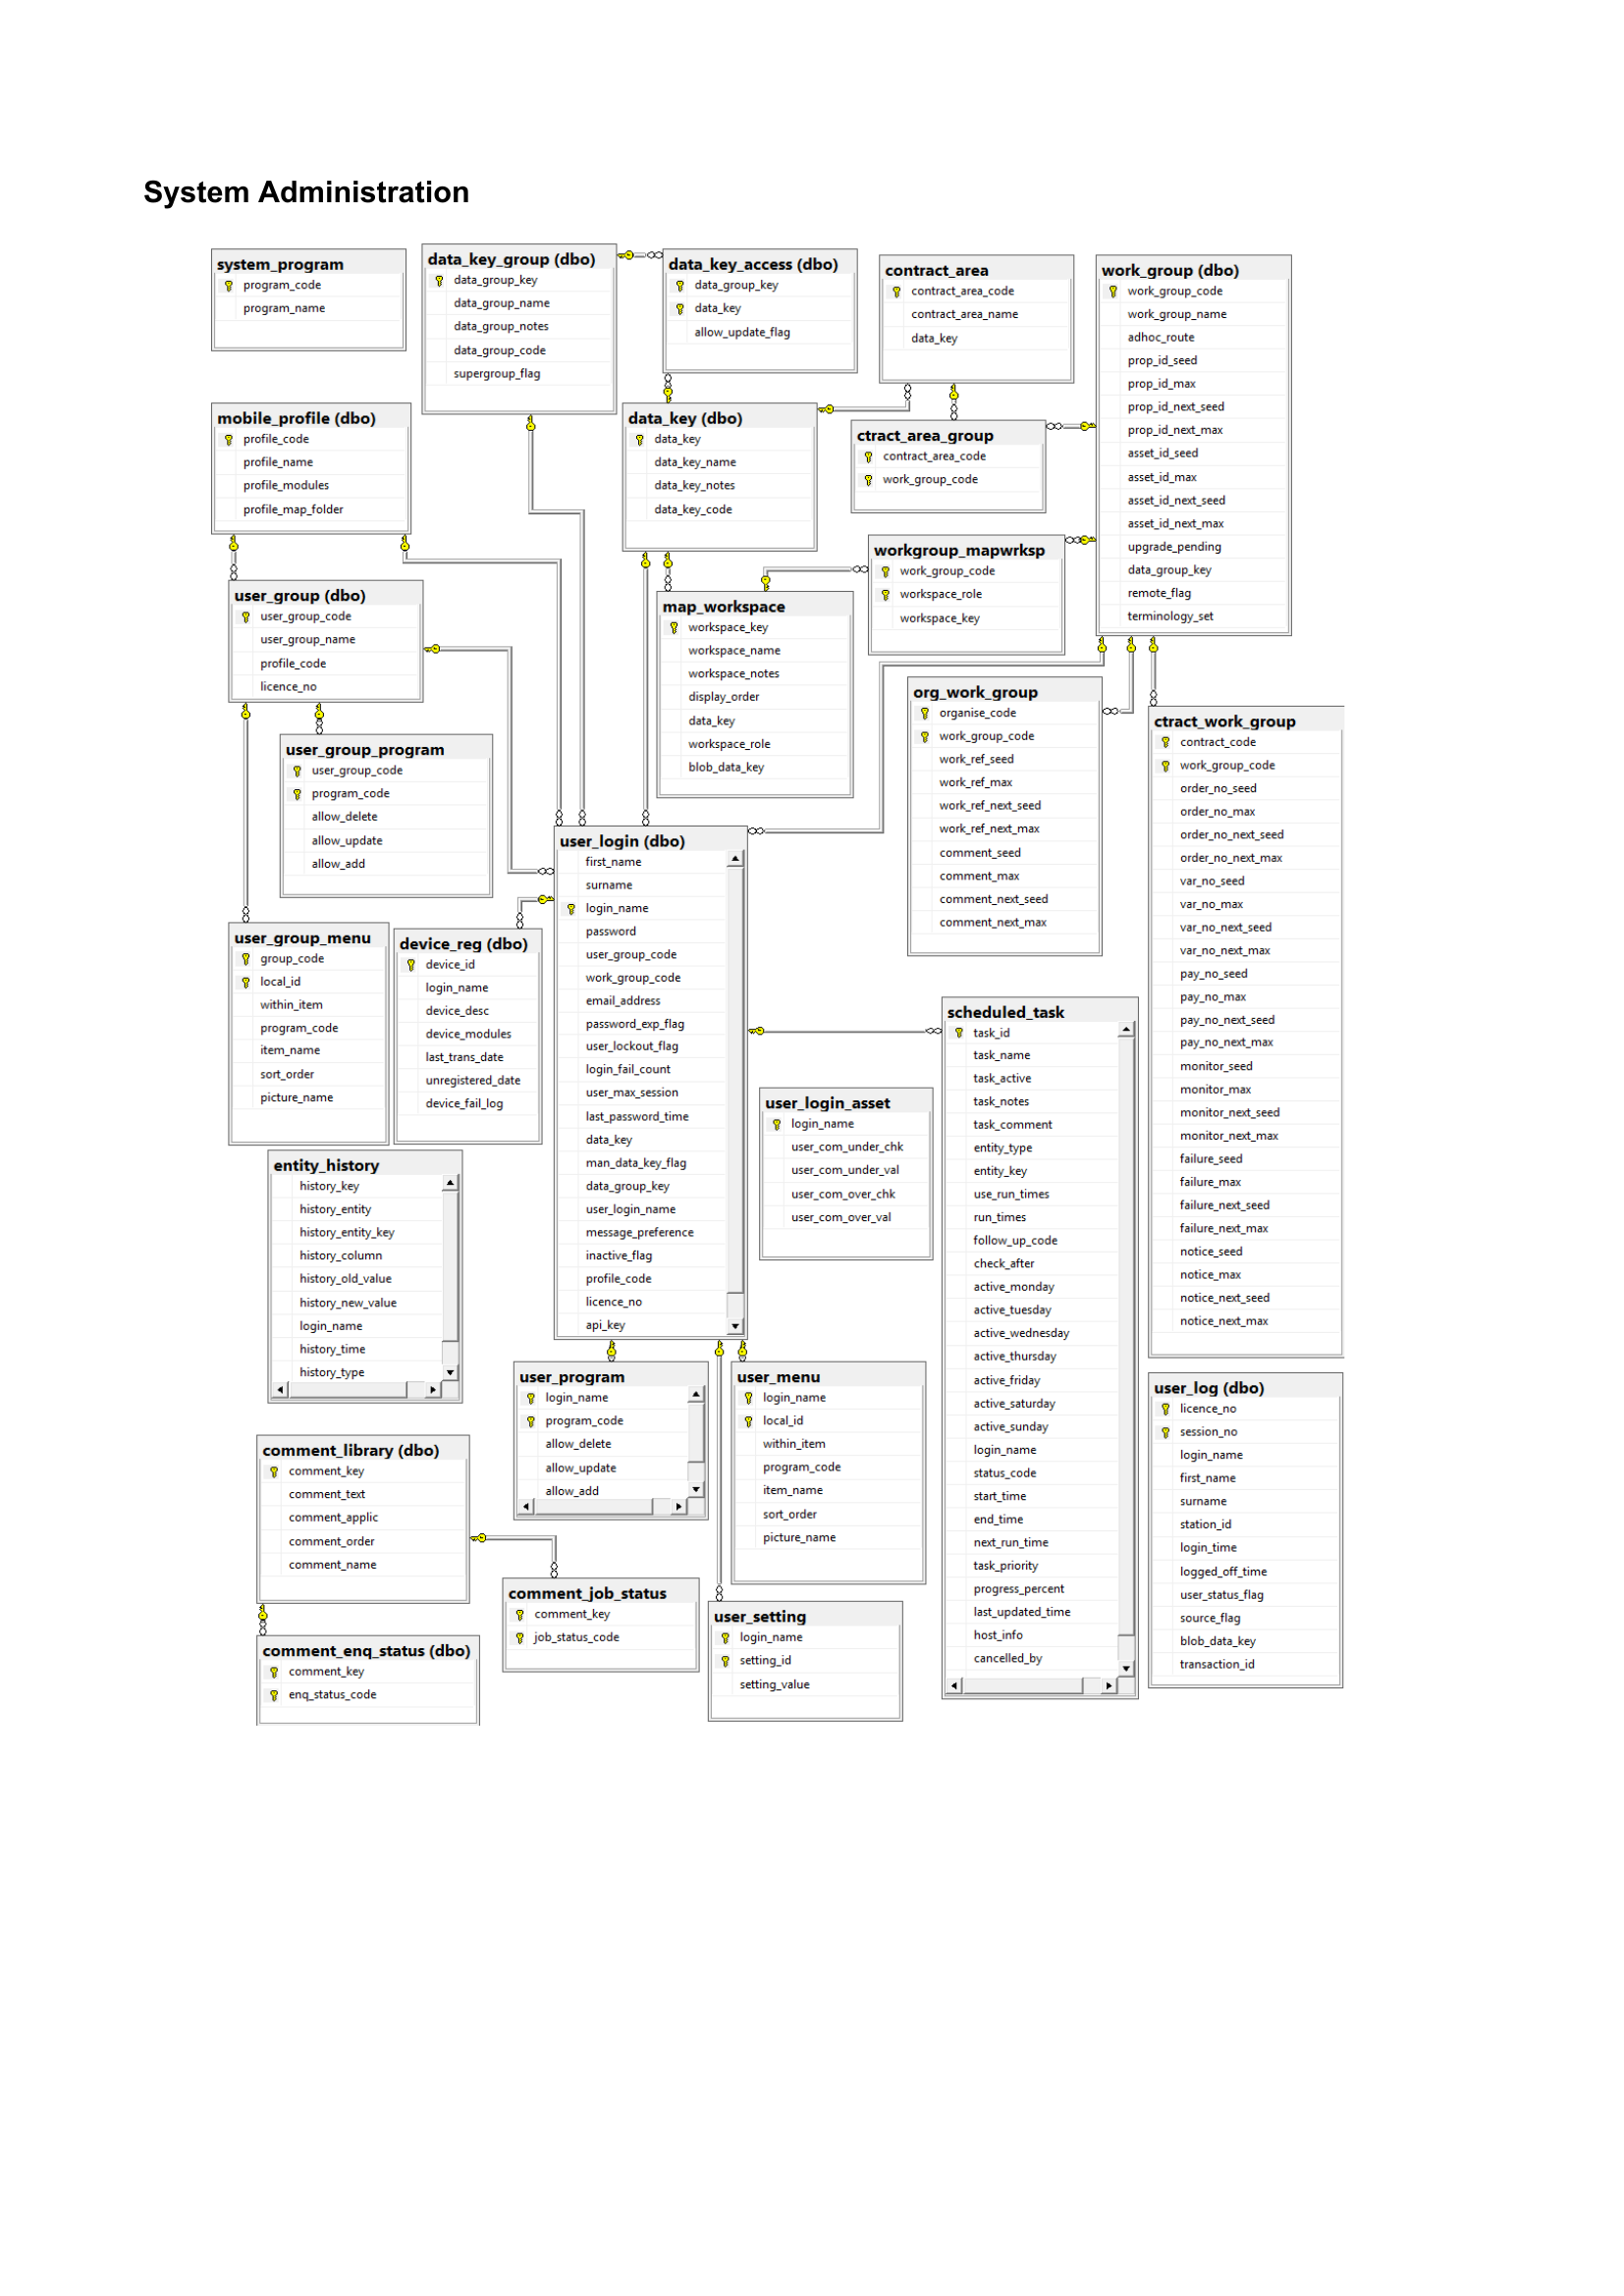 System Administration
system_program
program_code
program_name
data_key_group (dbo)
data_group_key
data_group_name
data_group_notes
data_group_code
supergroup_flag
data_key_access (dbo)
data_group_key
data_key
allow_update_flag
contract_area
contract_area_code
contract_area_name
data_key
work_group (dbo)
work_group_code
work_group_name
adhoc_route
prop_id_seed
prop_id_max
prop_id_next_seed
prop_id_next_max
asset_id_seed
asset_id_max
asset_id_next_seed
asset_id_next_max
upgrade_pending
data_group_key
remote_flag
terminology_set
mobile_profile (dbo)
profile_code
profile_name
profile_modules
profile_map_folder
data_key (dbo)
data_key
data_key_name
data_key_notes
data_key_code
ctract_area_group
contract_area_code
work_group_code
workgroup_mapwrksp
work_group_code
workspace_role
workspace_key
user_group (dbo)
user_group_code
user_group_name
profile_code
licence_no
map_workspace
workspace_key
workspace_name
workspace_notes
display_order
data_key
workspace_role
blob_data_key
org_work_group
organise_code
work_group_code
work_ref_seed
work_ref_max
work_ref_next_seed
work_ref_next_max
comment_seed
comment_max
comment_next_seed
comment_next_max
ctract_work_group
contract_code
work_group_code
order_no_seed
order_no_max
order_no_next_seed
order_no_next_max
var_no_seed
var_no_max
var_no_next_seed
var_no_next_max
pay_no_seed
pay_no_max
pay_no_next_seed
pay_no_next_max
monitor_seed
monitor_max
monitor_next_seed
monitor_next_max
failure_seed
failure_max
failure_next_seed
failure_next_max
notice_seed
notice_max
notice_next_seed
notice_next_max
user_group_program
user_group_code
program_code
allow_delete
allow_update
allow_add
user_login (dbo)
first_name
surname
login_name
password
user_group_code
work_group_code
email_address
password_exp_flag
user_lockout_flag
login_fail_count
user_max_session
last_password_time
data_key
man_data_key_flag
data_group_key
user_login_name
message_preference
inactive_flag
profile_code
licence_no
api_key
user_group_menu
group_code
local_id
within_item
program_code
item_name
sort_order
picture_name
device_reg (dbo)
device_id
login_name
device_desc
device_modules
last_trans_date
unregistered_date
device_fail_log
scheduled_task
task_id
task_name
task_active
task_notes
task_comment
entity_type
entity_key
use_run_times
run_times
follow_up_code
check_after
active_monday
active_tuesday
active_wednesday
active_thursday
active_friday
active_saturday
active_sunday
login_name
status_code
start_time
end_time
next_run_time
task_priority
progress_percent
last_updated_time
host_info
cancelled_by
user_login_asset
login_name
user_com_under_chk
user_com_under_val
user_com_over_chk
user_com_over_val
entity_history
history_key
history_entity
history_entity_key
history_column
history_old_value
history_new_value
login_name
history_time
history_type
user_program
login_name
program_code
allow_delete
allow_update
allow_add
user_menu
login_name
local_id
within_item
program_code
item_name
sort_order
picture_name
user_log (dbo)
licence_no
session_no
login_name
first_name
surname
station_id
login_time
logged_off_time
user_status_flag
source_flag
blob_data_key
transaction_id
comment_library (dbo)
comment_key
comment_text
comment_applic
comment_order
comment_name
comment_job_status
comment_key
job_status_code
user_setting
login_name
setting_id
setting_value
comment_enq_status (dbo)
comment_key
enq_status_code